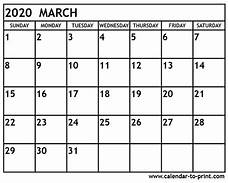 2020 MARCH
SUNDAY MONDAY TUESDAY WEDNESDAY THURSDAY FRIDAY SATURDAY
1 2 3 4 5 6 7
8 9 10 11 12 13 14
15 16 17 18 19 20 21
22 23 24 25 26 27 28
29 30 31
www.calendar-to-print.com